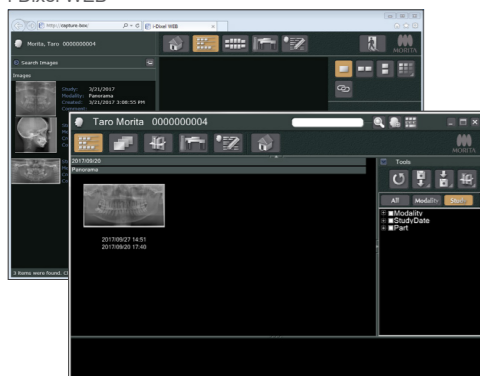 i-Dixel WEB
http://capture.box/
i-Dixel WEB
Morita, Taro 0000000004
MORITA
Search Images
Images
Study: 3/21/2017
Modality: Panorama
Created: 3/21/2017 3:08:55 PM
Comment:
Taro Morita 0000000004
MORITA
2017/09/20
Panorama
2017/09/27 14:51
2017/09/20 17:46
Tools
All Modality Study
Modality
StudyDate
Part
3 items were found.